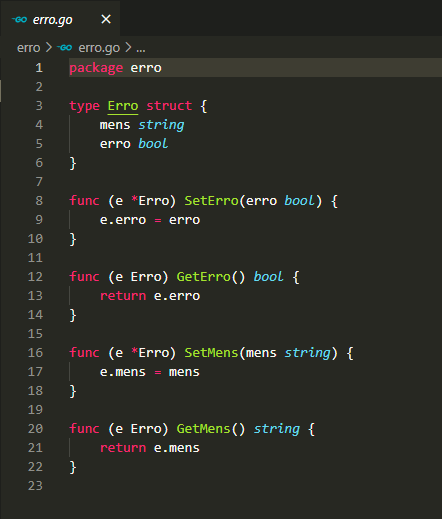 GO erro.go ×
erro > GO erro.go > ...
1 package erro
2
3 type Erro struct {
4     mens string
5     erro bool
6 }
7
8 func (e *Erro) SetErro(erro bool) {
9     e.erro = erro
10 }
11
12 func (e Erro) GetErro() bool {
13     return e.erro
14 }
15
16 func (e *Erro) SetMens(mens string) {
17     e.mens = mens
18 }
19
20 func (e Erro) GetMens() string {
21     return e.mens
22 }
23